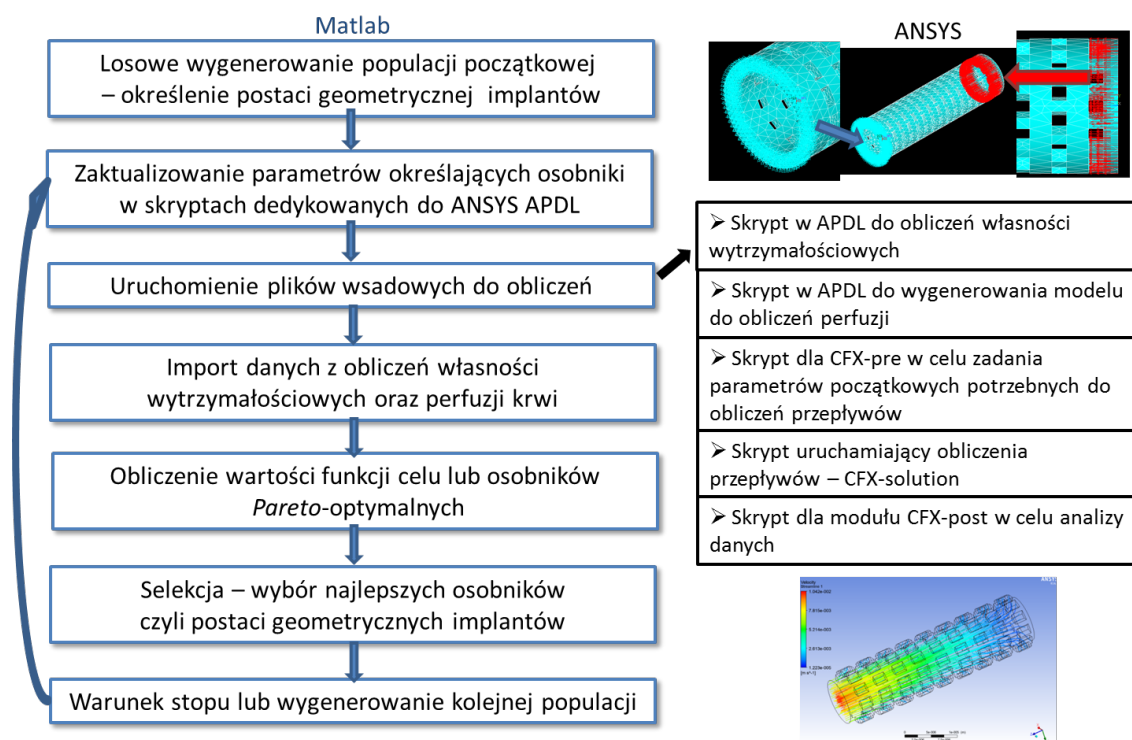 Matlab
Losowe wygenerowanie populacji początkowej
– określenie postaci geometrycznej implantów
Zaktualizowanie parametrów określających osobniki
w skryptach dedykowanych do ANSYS APDL
Uruchomienie plików wsadowych do obliczeń
Import danych z obliczeń własności
wytrzymałościowych oraz perfuzji krwi
Obliczenie wartości funkcji celu lub osobników
Pareto-optymalnych
Selekcja – wybór najlepszych osobników
czyli postaci geometrycznych implantów
Warunek stopu lub wygenerowanie kolejnej populacji
ANSYS
➢ Skrypt w APDL do obliczeń własności
wytrzymałościowych
➢ Skrypt w APDL do wygenerowania modelu
do obliczeń perfuzji
➢ Skrypt dla CFX-pre w celu zadania
parametrów początkowych potrzebnych do
obliczeń przepływów
➢ Skrypt uruchamiający obliczenia
przepływów – CFX-solution
➢ Skrypt dla modułu CFX-post w celu analizy
danych
Velocity